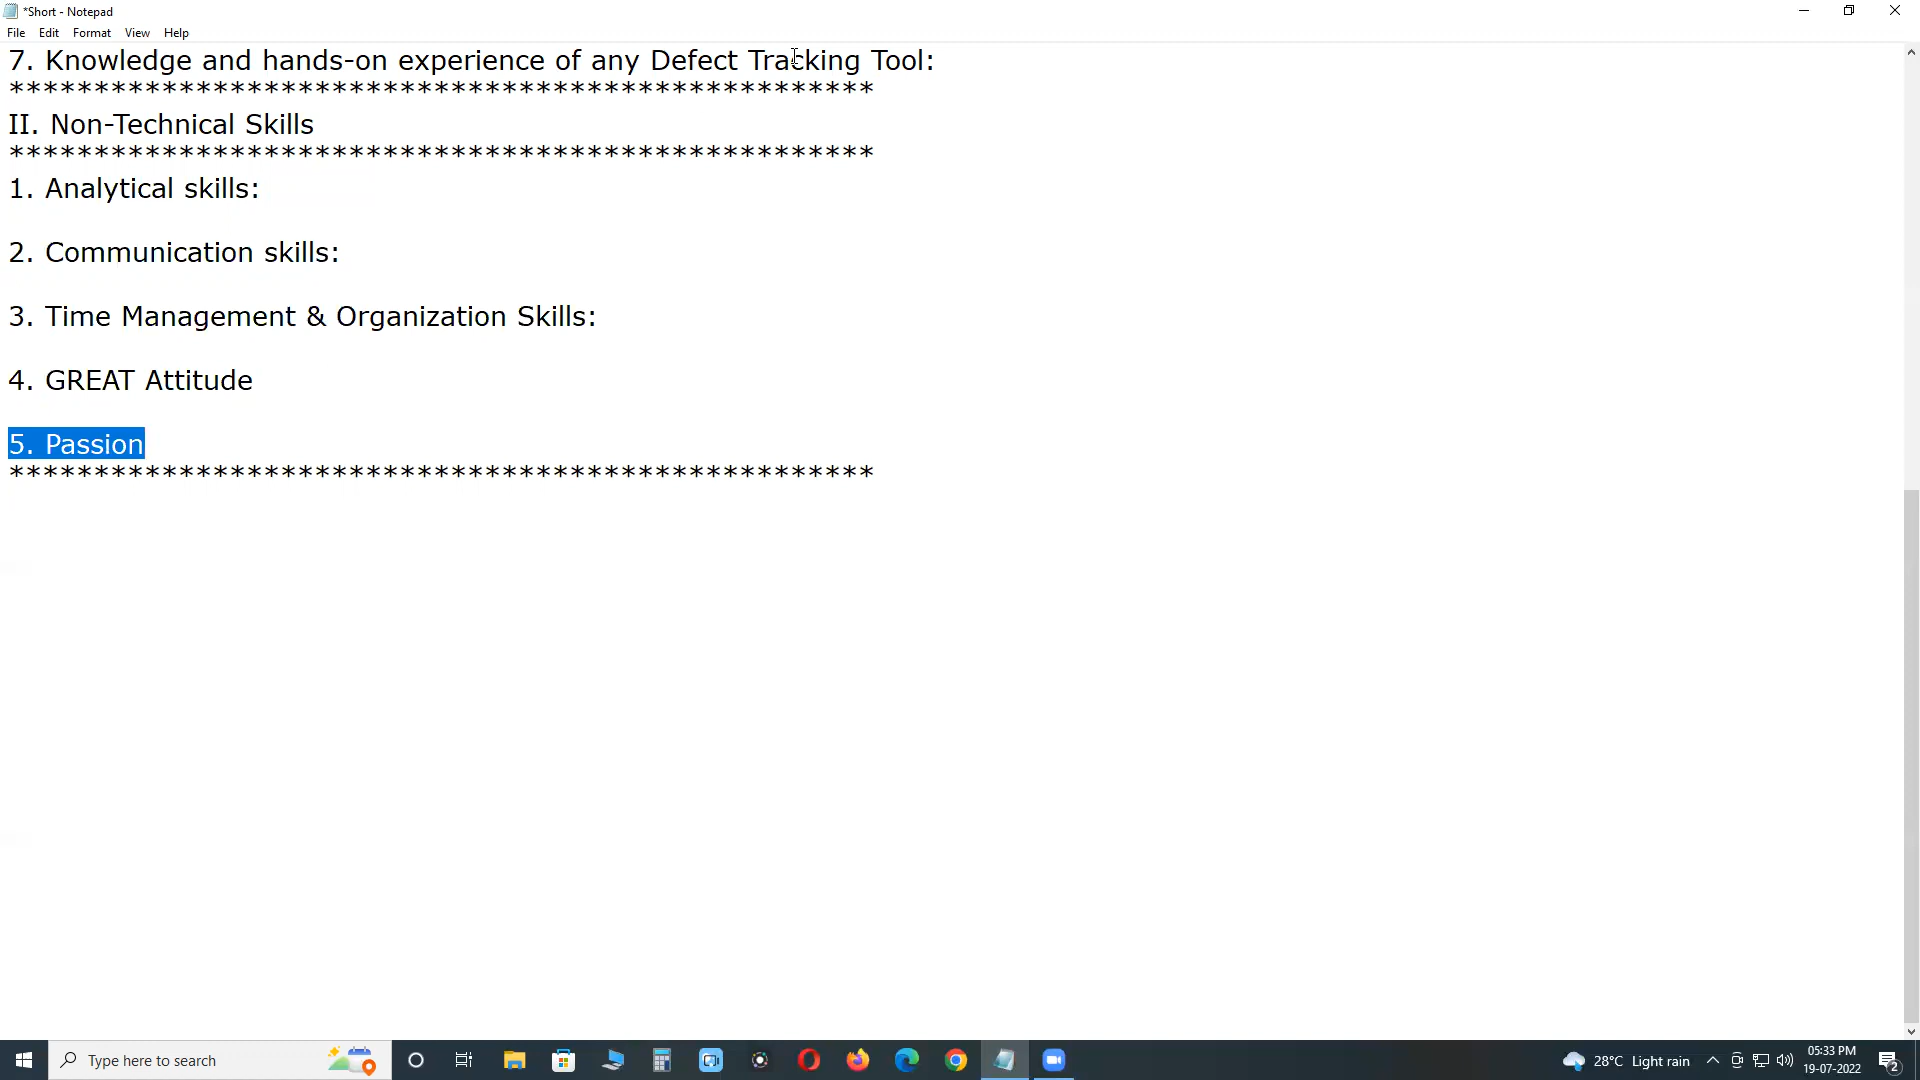 *Short - Notepad
File Edit Format View Help
7. Knowledge and hands-on experience of any Defect Tracking Tool:
***************************************************
II. Non-Technical Skills
***************************************************
1. Analytical skills:
2. Communication skills:
3. Time Management & Organization Skills:
4. GREAT Attitude
5. Passion
***************************************************
Type here to search
28°C Light rain
05:33 PM
19-07-2022
2